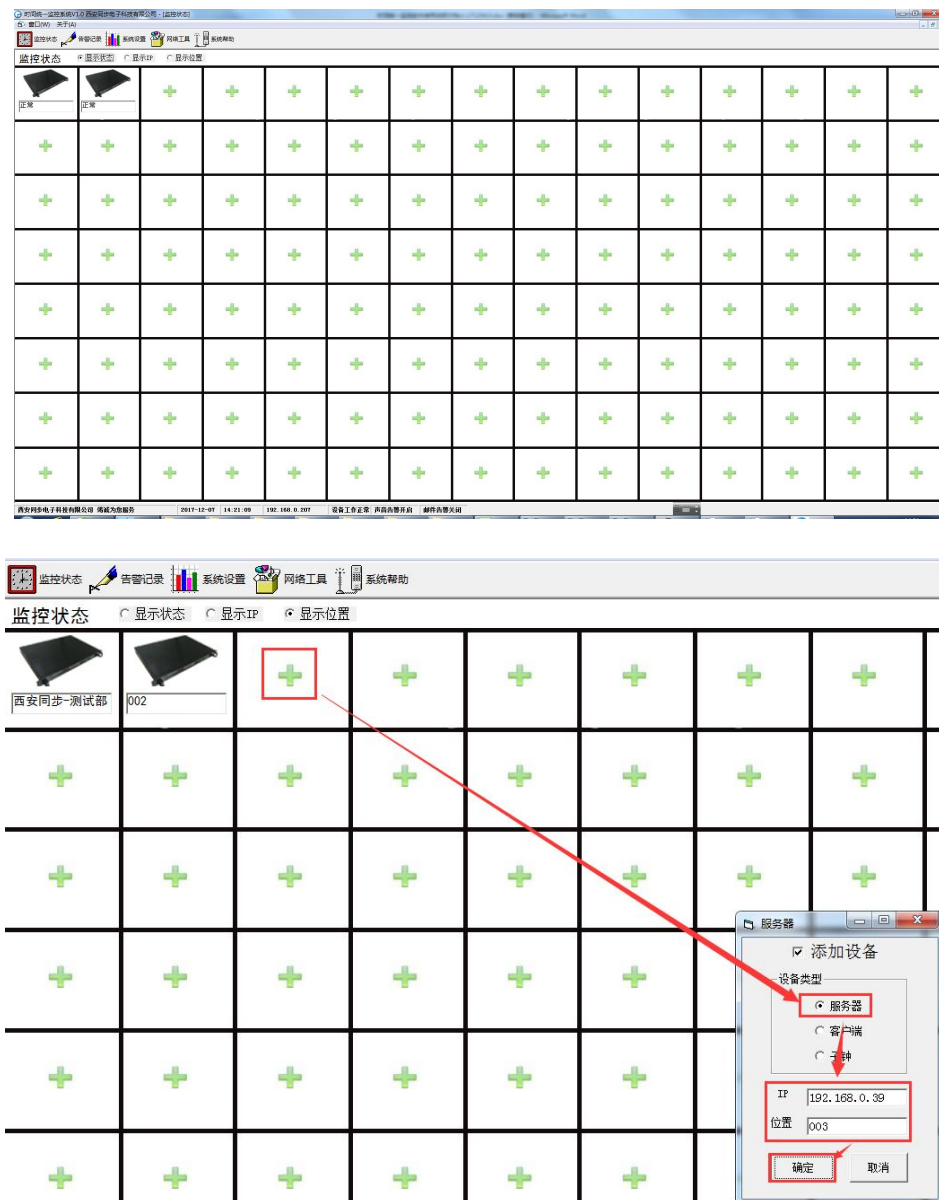 时间统一监控系统V1.0 西安同步电子科技有限公司 - [监控状态]
窗口(W) 关于(A)
监控状态 告警记录 系统设置 网络工具 系统帮助
监控状态 显示状态 显示IP 显示位置
正常 正常
西安同步电子科技有限公司 竭诚为您服务 2017-12-07 14:21:09 192.168.0.207 设备工作正常 声音告警开启 邮件告警关闭
监控状态 告警记录 系统设置 网络工具 系统帮助
监控状态 显示状态 显示IP 显示位置
西安同步-测试部 002
服务器
添加设备
设备类型
服务器
客户端
子钟
IP 192.168.0.39
位置 003
确定 取消